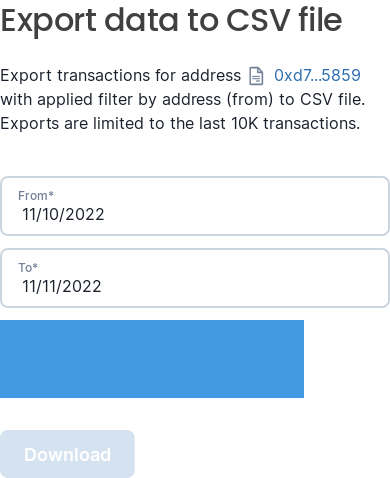 Export data to CSV file
Export transactions for address 0xd7...5859
with applied filter by address (from) to CSV file.
Exports are limited to the last 10K transactions.
From*
11/10/2022
To*
11/11/2022
Download